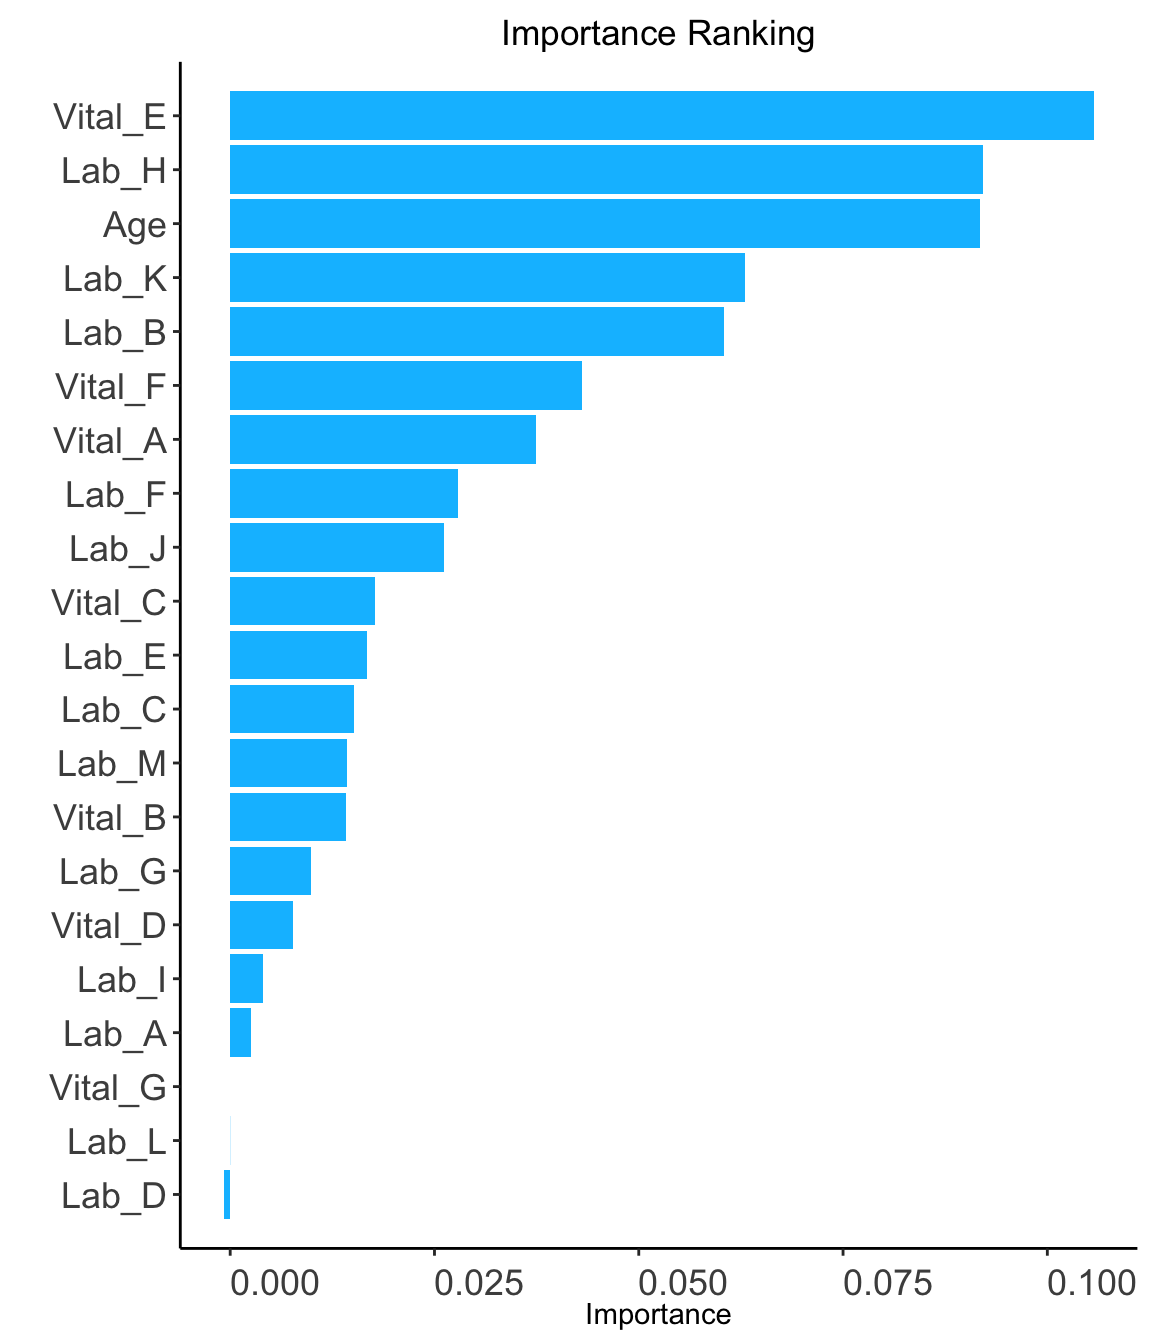 Importance Ranking
Vital_E
Lab_H
Age
Lab_K
Lab_B
Vital_F
Vital_A
Lab_F
Lab_J
Vital_C
Lab_E
Lab_C
Lab_M
Vital_B
Lab_G
Vital_D
Lab_I
Lab_A
Vital_G
Lab_L
Lab_D
0.000 0.025 0.050 0.075 0.100
Importance